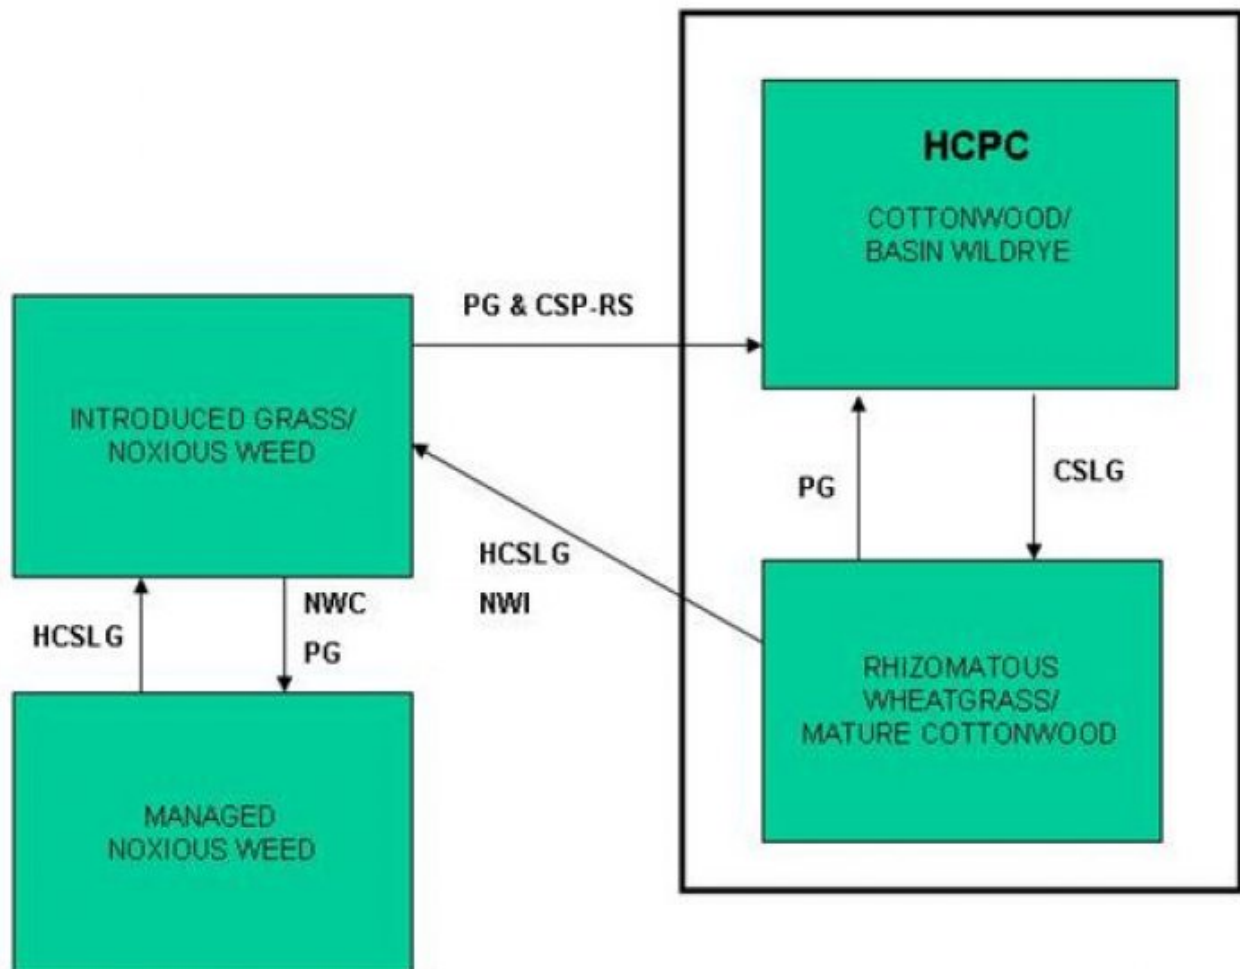 HCPC
COTTONWOOD/
BASIN WILDRYE
PG & CSP-RS
INTRODUCED GRASS/
NOXIOUS WEED
PG
CSLG
HCSLG
NWI
HCSLG
NWC
PG
RHIZOMATOUS
WHEATGRASS/
MATURE COTTONWOOD
MANAGED
NOXIOUS WEED